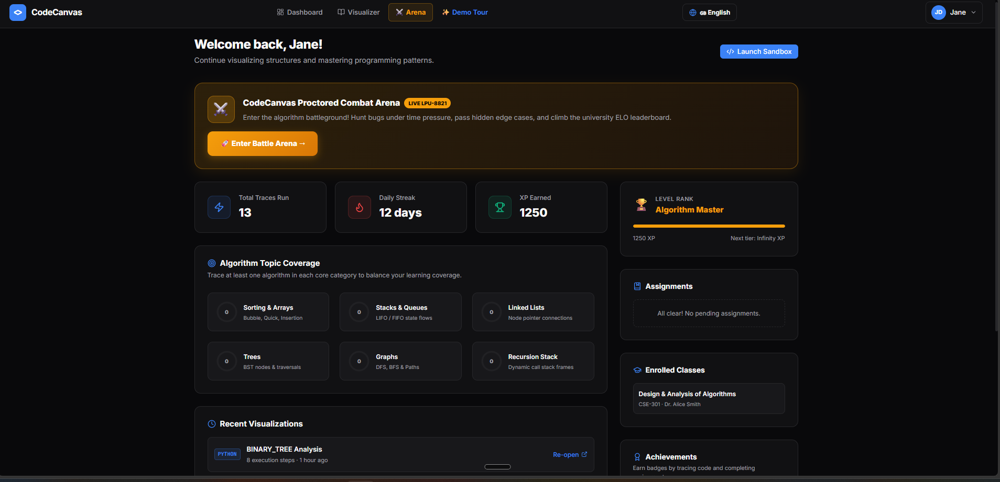 CodeCanvas
Dashboard
Visualizer
Arena
Demo Tour
GB English
JD
Jane
Welcome back, Jane!
Continue visualizing structures and mastering programming patterns.
</> Launch Sandbox
CodeCanvas Proctored Combat Arena
LIVE LPU-8821
Enter the algorithm battleground! Hunt bugs under time pressure, pass hidden edge cases, and climb the university ELO leaderboard.
Enter Battle Arena →
Total Traces Run
13
Daily Streak
12 days
XP Earned
1250
LEVEL RANK
Algorithm Master
1250 XP
Next tier: Infinity XP
Algorithm Topic Coverage
Trace at least one algorithm in each core category to balance your learning coverage.
0
Sorting & Arrays
Bubble, Quick, Insertion
0
Stacks & Queues
LIFO / FIFO state flows
0
Linked Lists
Node pointer connections
0
Trees
BST nodes & traversals
0
Graphs
DFS, BFS & Paths
0
Recursion Stack
Dynamic call stack frames
Assignments
All clear! No pending assignments.
Enrolled Classes
Design & Analysis of Algorithms
CSE-301 · Dr. Alice Smith
Recent Visualizations
PYTHON
BINARY_TREE Analysis
8 execution steps · 1 hour ago
Re-open
Achievements
Earn badges by tracing code and completing